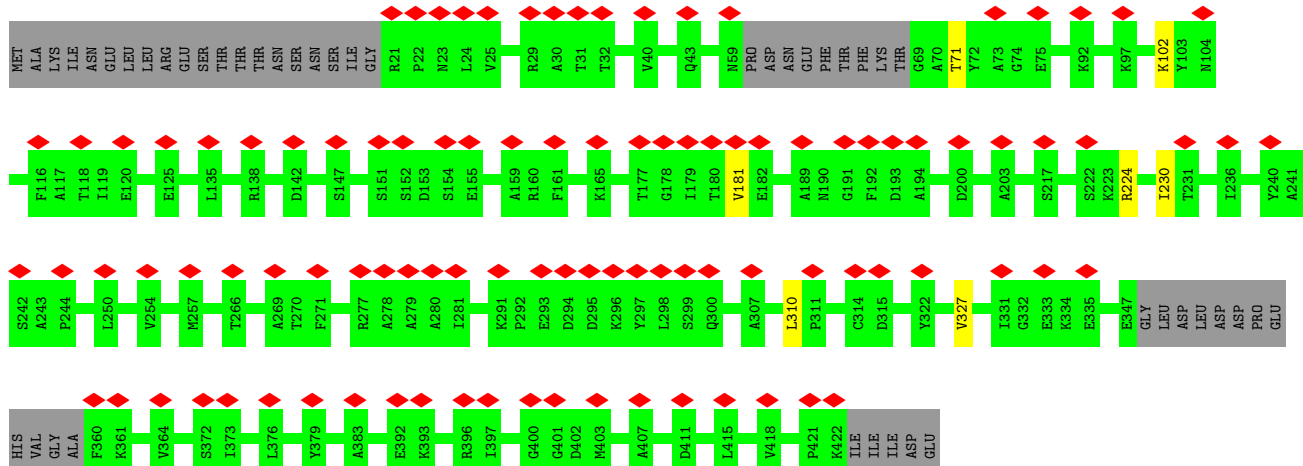 MET ALA LYS ILE ASN GLU LEU LEU ARG GLU SER THR THR THR ASN SER ASN SER ILE GLY R21 P22 N23 L24 V25 R29 A30 T31 T32 V40 Q43 N59 PRO ASP ASN GLU PHE THR PHE LYS THR G69 A70 T71 Y72 A73 G74 E75 K92 K97 K102 Y103 N104
F116 A117 T118 I119 E120 E125 L135 R138 D142 S147 S151 S152 D153 S154 E155 A159 R160 F161 K165 T177 G178 I179 T180 V181 E182 A189 N190 G191 F192 D193 A194 D200 A203 S217 S222 K223 R224 I230 T231 I236 Y240 A241
S242 A243 P244 L250 V254 M257 T266 A269 T270 F271 R277 A278 A279 A280 I281 K291 P292 E293 D294 D295 K296 Y297 L298 S299 Q300 A307 L310 P311 C314 D315 Y322 V327 I331 G332 E333 K334 E335 E347 GLY LEU ASP LEU ASP ASP PRO GLU
HIS VAL GLY ALA F360 K361 V364 S372 I373 L376 Y379 A383 E392 K393 R396 I397 G400 G401 D402 M403 A407 D411 L415 V418 P421 K422 ILE ILE ILE ASP GLU